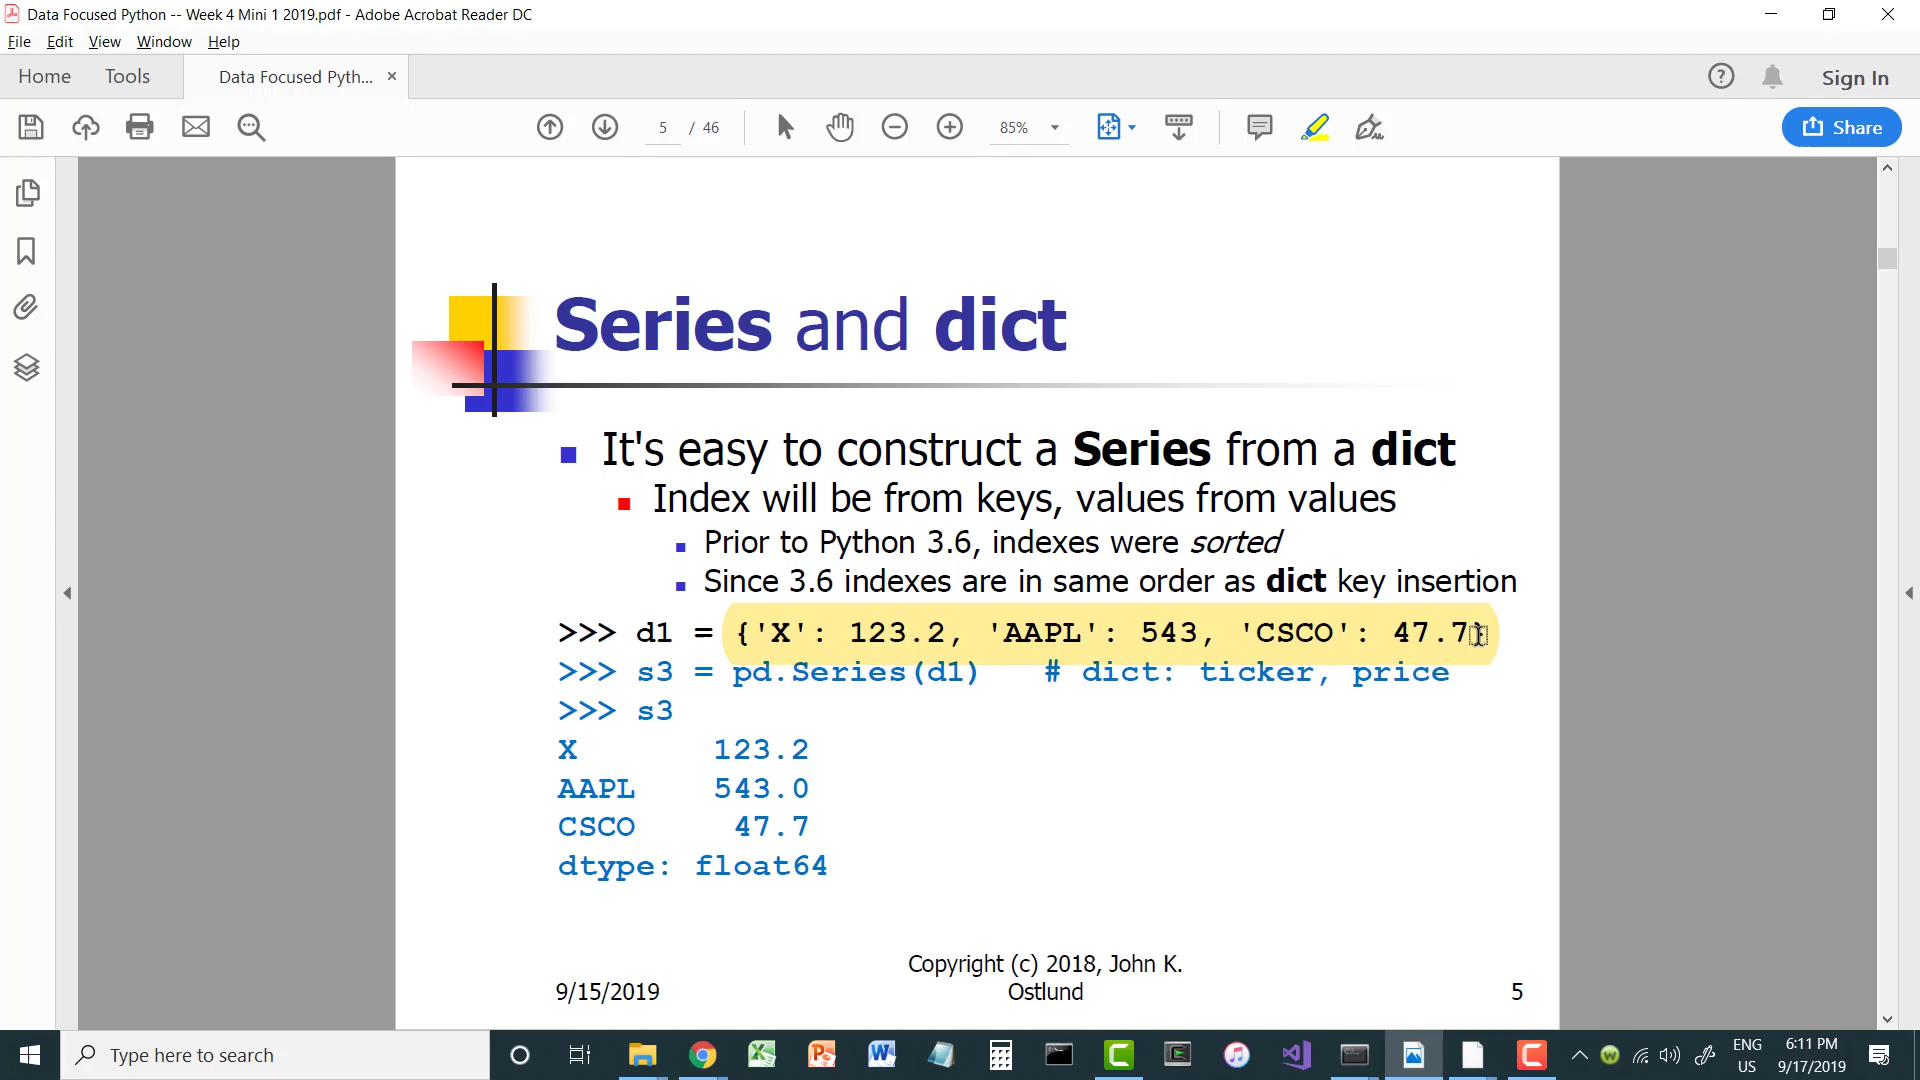 Data Focused Python -- Week 4 Mini 1 2019.pdf - Adobe Acrobat Reader DC
File Edit View Window Help
Home Tools Data Focused Pyth... × Sign In
5 / 46 85% Share
Series and dict
It's easy to construct a Series from a dict
Index will be from keys, values from values
Prior to Python 3.6, indexes were sorted
Since 3.6 indexes are in same order as dict key insertion
>>> d1 = {'X': 123.2, 'AAPL': 543, 'CSCO': 47.7}
>>> s3 = pd.Series(d1) # dict: ticker, price
>>> s3
X 123.2
AAPL 543.0
CSCO 47.7
dtype: float64
Copyright (c) 2018, John K.
9/15/2019 Ostlund 5
Type here to search
ENG 6:11 PM
US 9/17/2019